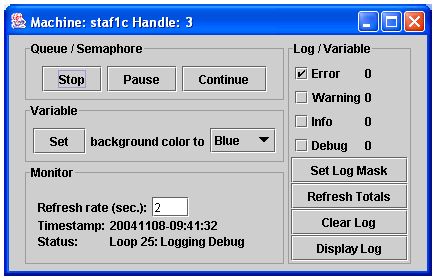 Machine: staf1c Handle: 3
Queue / Semaphore
Stop Pause Continue
Variable
Set background color to Blue
Monitor
Refresh rate (sec.): 2
Timestamp: 20041108-09:41:32
Status: Loop 25: Logging Debug
Log / Variable
Error 0
Warning 0
Info 0
Debug 0
Set Log Mask
Refresh Totals
Clear Log
Display Log